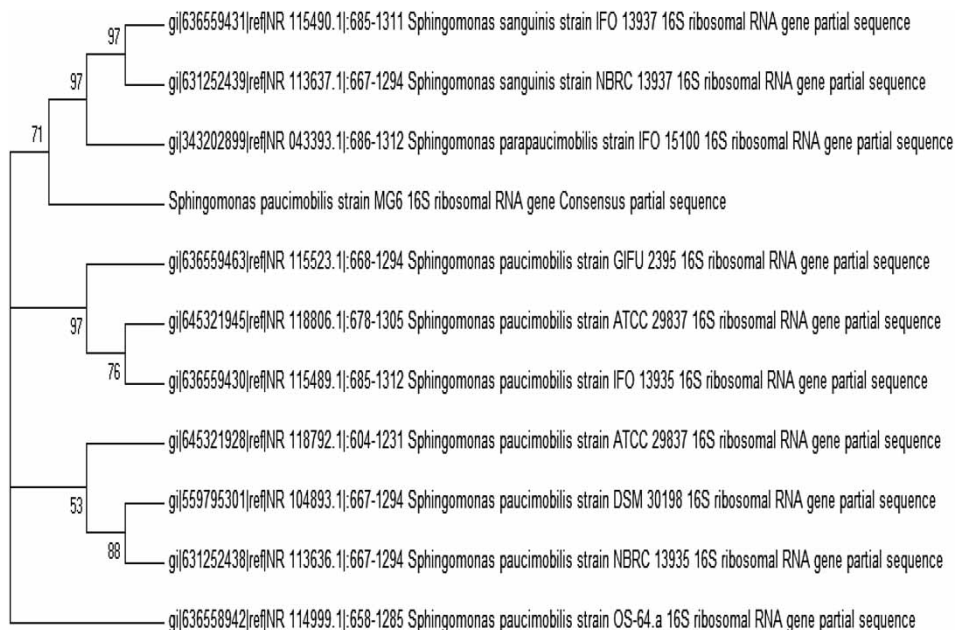 gi|636559431|ref|NR 115490.1|:685-1311 Sphingomonas sanguinis strain IFO 13937 16S ribosomal RNA gene partial sequence
97
gi|631252439|ref|NR 113637.1|:667-1294 Sphingomonas sanguinis strain NBRC 13937 16S ribosomal RNA gene partial sequence
97
gi|343202899|ref|NR 043393.1|:686-1312 Sphingomonas parapaucimobilis strain IFO 15100 16S ribosomal RNA gene partial sequence
71
Sphingomonas paucimobilis strain MG6 16S ribosomal RNA gene Consensus partial sequence
gi|636559463|ref|NR 115523.1|:668-1294 Sphingomonas paucimobilis strain GIFU 2395 16S ribosomal RNA gene partial sequence
97
gi|645321945|ref|NR 118806.1|:678-1305 Sphingomonas paucimobilis strain ATCC 29837 16S ribosomal RNA gene partial sequence
76
gi|636559430|ref|NR 115489.1|:685-1312 Sphingomonas paucimobilis strain IFO 13935 16S ribosomal RNA gene partial sequence
gi|645321928|ref|NR 118792.1|:604-1231 Sphingomonas paucimobilis strain ATCC 29837 16S ribosomal RNA gene partial sequence
53
gi|559795301|ref|NR 104893.1|:667-1294 Sphingomonas paucimobilis strain DSM 30198 16S ribosomal RNA gene partial sequence
88
gi|631252438|ref|NR 113636.1|:667-1294 Sphingomonas paucimobilis strain NBRC 13935 16S ribosomal RNA gene partial sequence
gi|636558942|ref|NR 114999.1|:658-1285 Sphingomonas paucimobilis strain OS-64.a 16S ribosomal RNA gene partial sequence